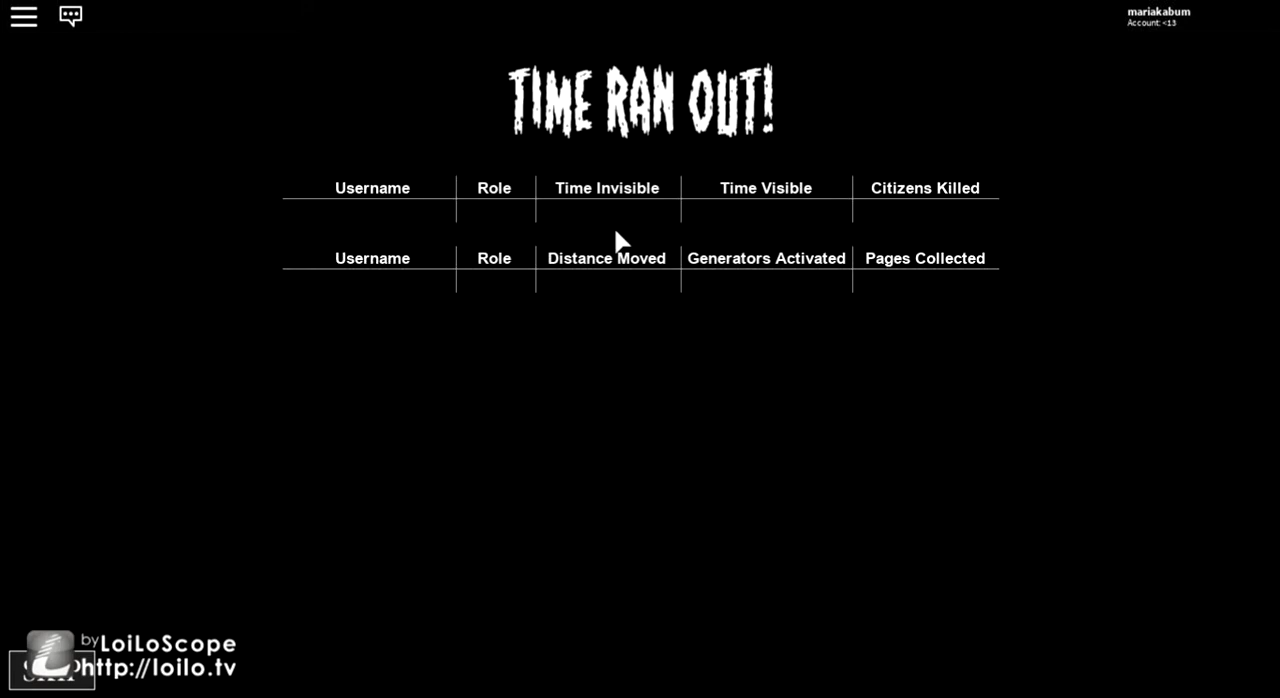 mariakabum
Account: <13
TIME RAN OUT!
Username Role Time Invisible Time Visible Citizens Killed
Username Role Distance Moved Generators Activated Pages Collected
by LoiLoScope
http://loilo.tv